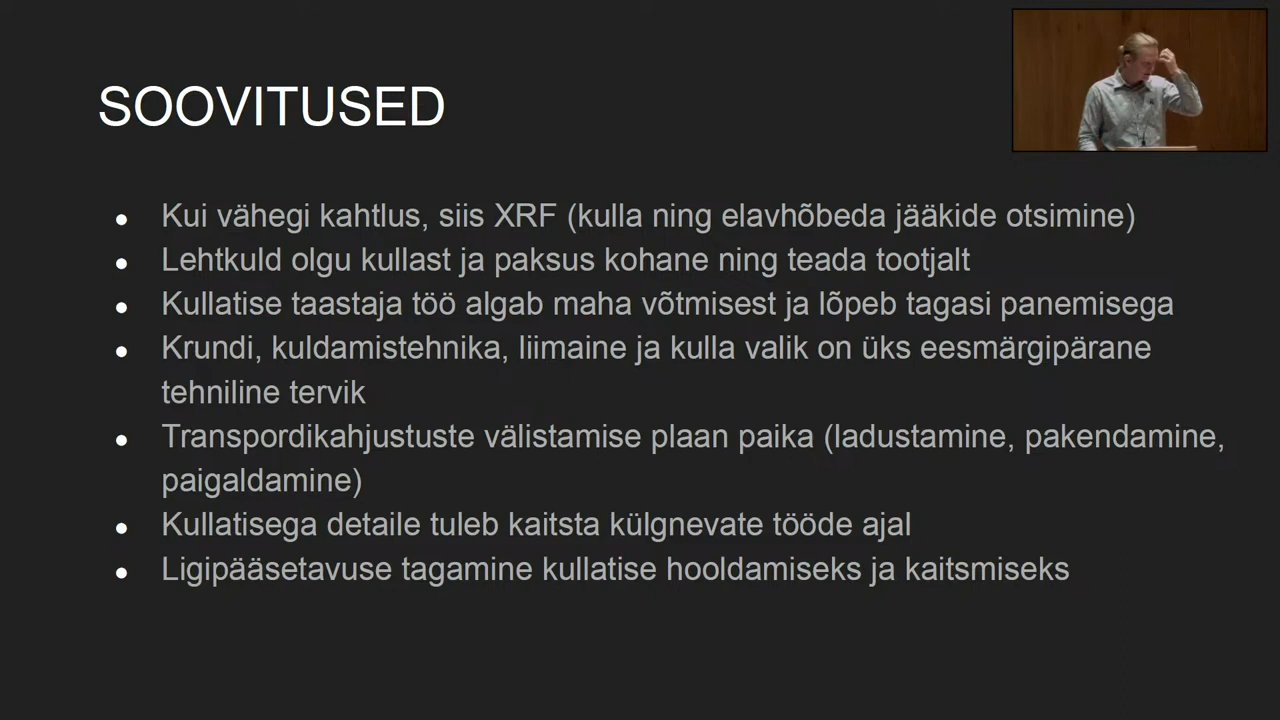 SOOVITUSED
Kui vähegi kahtlus, siis XRF (kulla ning elavhõbeda jääkide otsimine)
Lehtkuld olgu kullast ja paksus kohane ning teada tootjalt
Kullatise taastaja töö algab maha võtmisest ja lõpeb tagasi panemisega
Krundi, kuldamistehnika, liimaine ja kulla valik on üks eesmärgipärane
tehniline tervik
Transpordikahjustuste välistamise plaan paika (ladustamine, pakendamine,
paigaldamine)
Kullatisega detaile tuleb kaitsta külgnevate tööde ajal
Ligipääsetavuse tagamine kullatise hooldamiseks ja kaitsmiseks